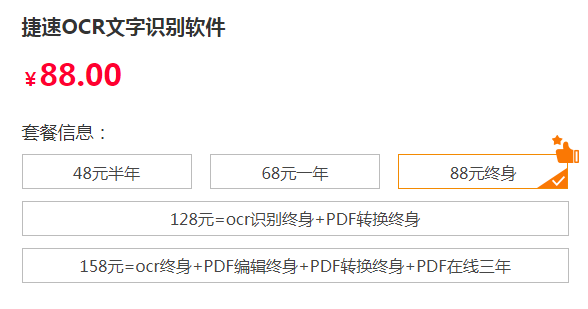 捷速OCR文字识别软件
¥88.00
套餐信息：
48元半年 68元一年 88元终身
128元=ocr识别终身+PDF转换终身
158元=ocr终身+PDF编辑终身+PDF转换终身+PDF在线三年